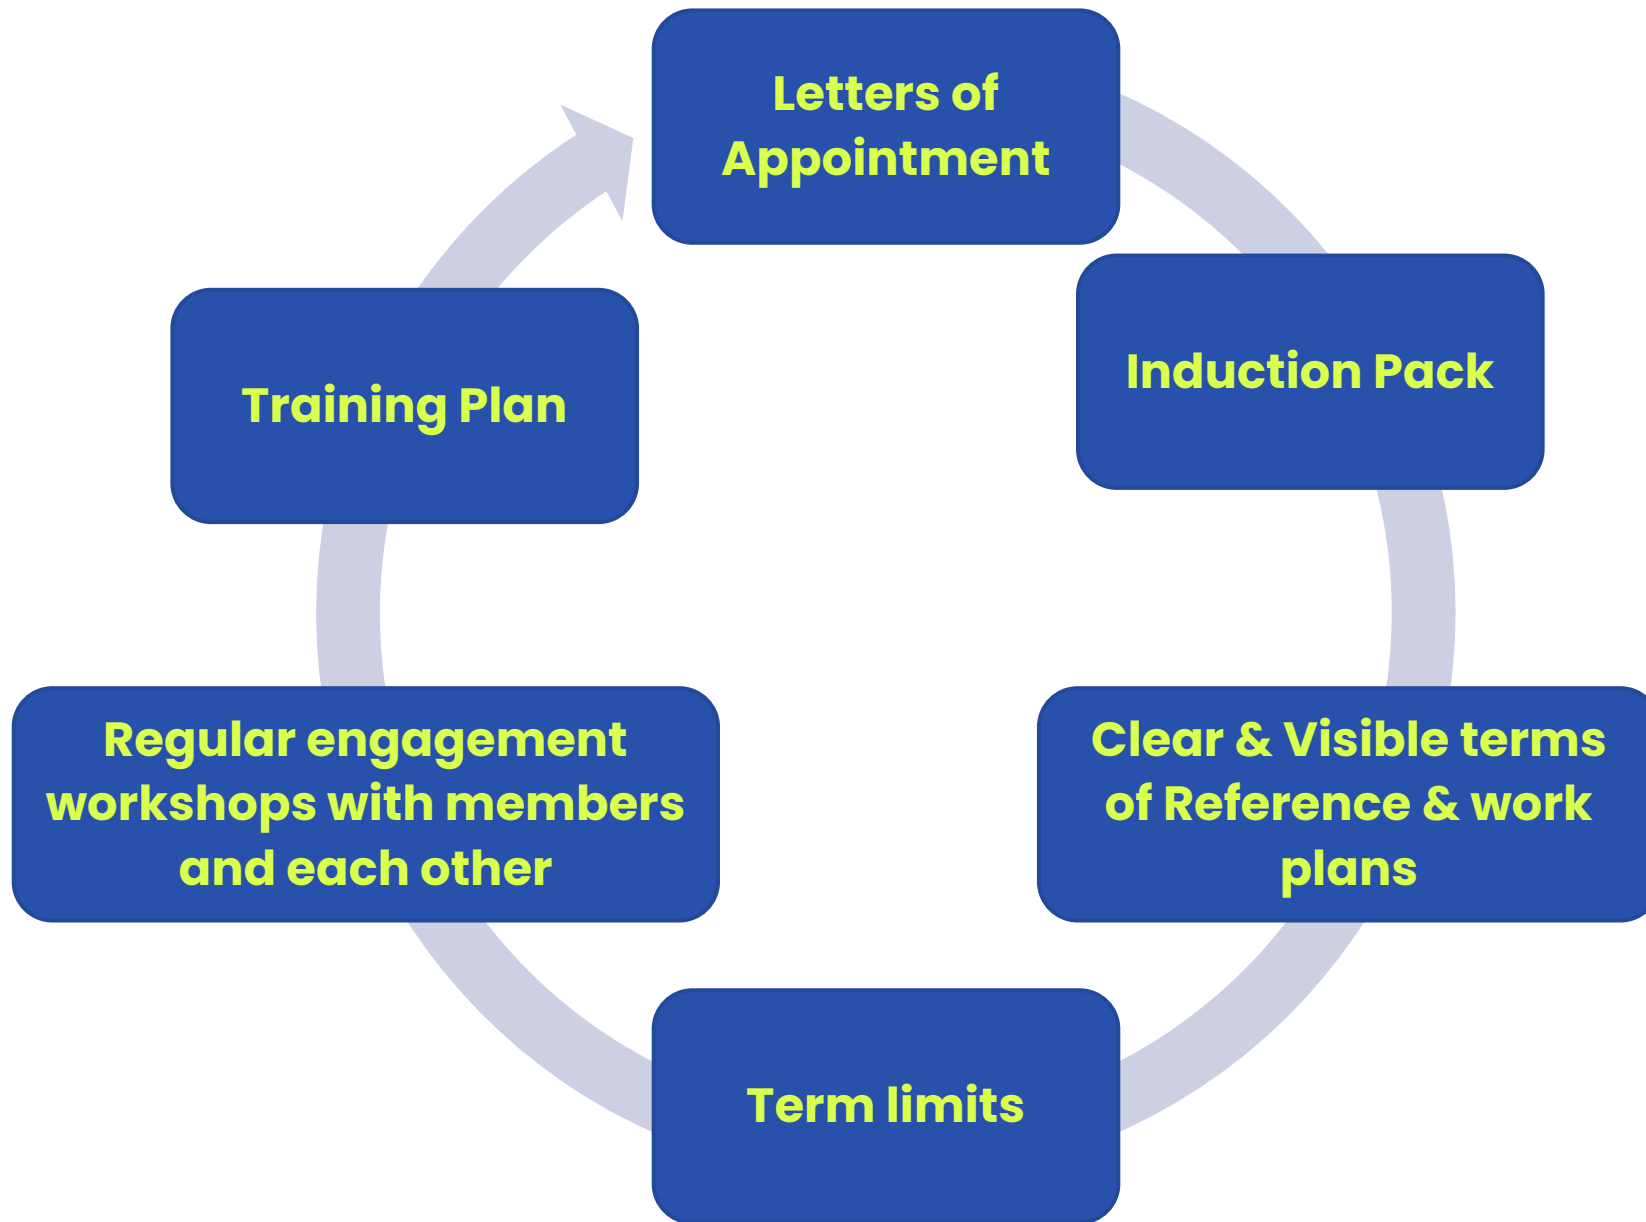 Letters of
Appointment
Induction Pack
Clear & Visible terms
of Reference & work
plans
Term limits
Regular engagement
workshops with members
and each other
Training Plan